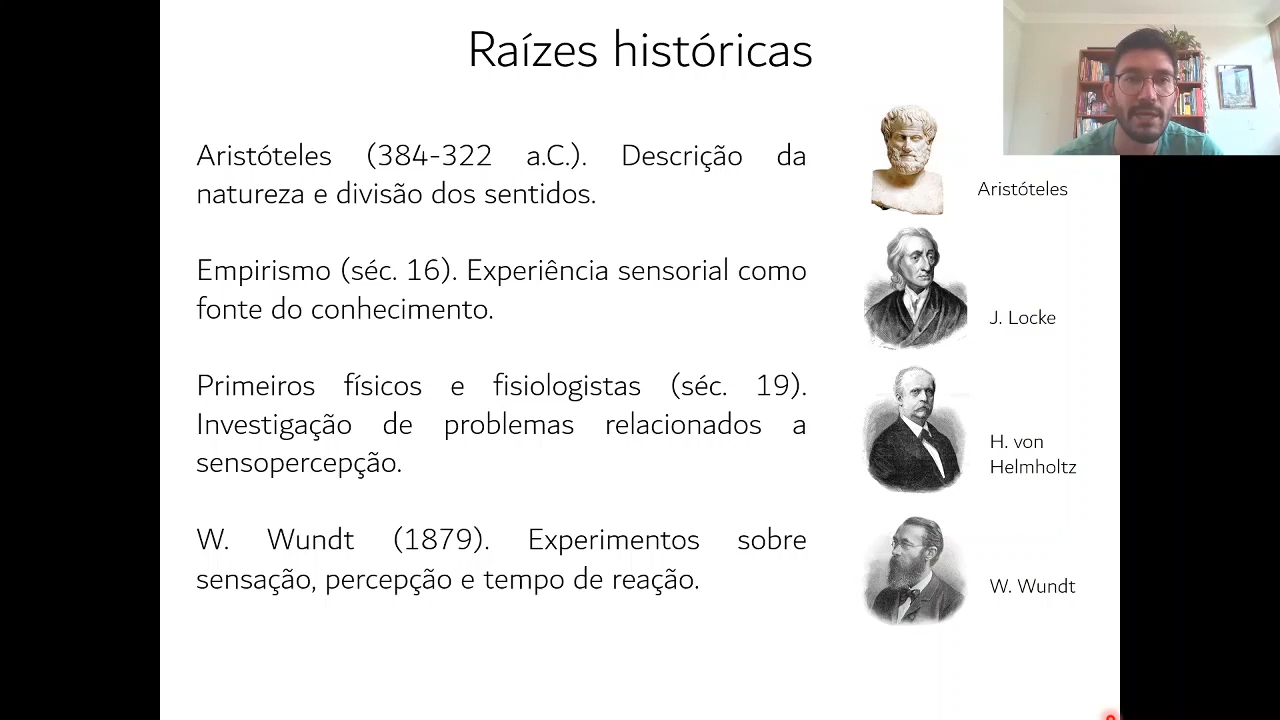 Raízes históricas
Aristóteles (384-322 a.C.). Descrição da
natureza e divisão dos sentidos.
Empirismo (séc. 16). Experiência sensorial como
fonte do conhecimento.
Primeiros físicos e fisiologistas (séc. 19).
Investigação de problemas relacionados a
sensopercepção.
W. Wundt (1879). Experimentos sobre
sensação, percepção e tempo de reação.
Aristóteles
J. Locke
H. von
Helmholtz
W. Wundt